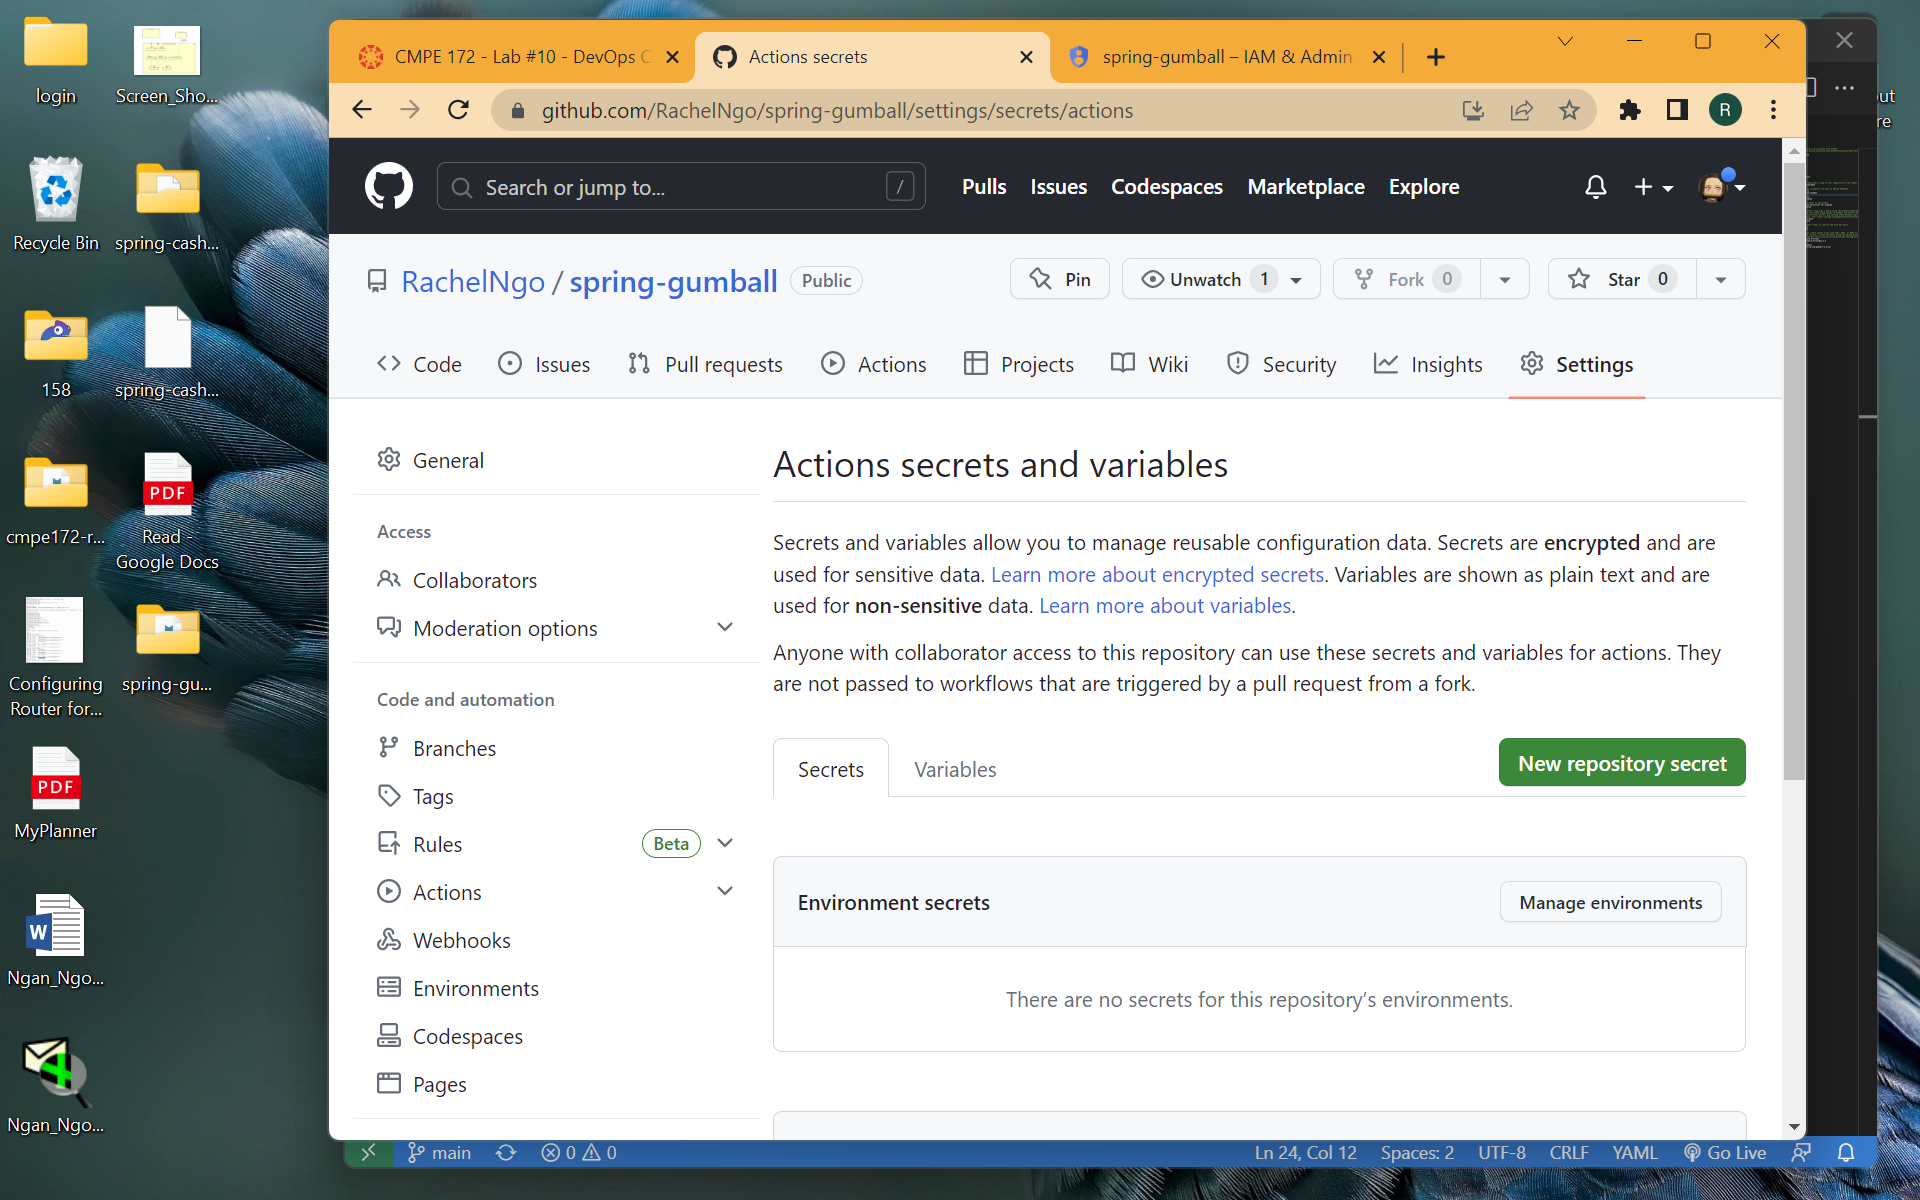 login
Screen_Sho...
Recycle Bin
spring-cash...
158
spring-cash...
cmpe172-r...
PDF
Read -
Google Docs
Configuring
Router for...
spring-gu...
PDF
MyPlanner
W
Ngan_Ngo...
Ngan_Ngo...
CMPE 172 - Lab #10 - DevOps C
Actions secrets
spring-gumball – IAM & Admin
github.com/RachelNgo/spring-gumball/settings/secrets/actions
R
Search or jump to...
/
Pulls
Issues
Codespaces
Marketplace
Explore
RachelNgo / spring-gumball
Public
Pin
Unwatch 1
Fork 0
Star 0
Code
Issues
Pull requests
Actions
Projects
Wiki
Security
Insights
Settings
General
Access
Collaborators
Moderation options
Code and automation
Branches
Tags
Rules
Beta
Actions
Webhooks
Environments
Codespaces
Pages
Actions secrets and variables
Secrets and variables allow you to manage reusable configuration data. Secrets are encrypted and are
used for sensitive data. Learn more about encrypted secrets. Variables are shown as plain text and are
used for non-sensitive data. Learn more about variables.
Anyone with collaborator access to this repository can use these secrets and variables for actions. They
are not passed to workflows that are triggered by a pull request from a fork.
Secrets
Variables
New repository secret
Environment secrets
Manage environments
There are no secrets for this repository’s environments.
main
0
0
Ln 24, Col 12
Spaces: 2
UTF-8
CRLF
YAML
Go Live
ut
re